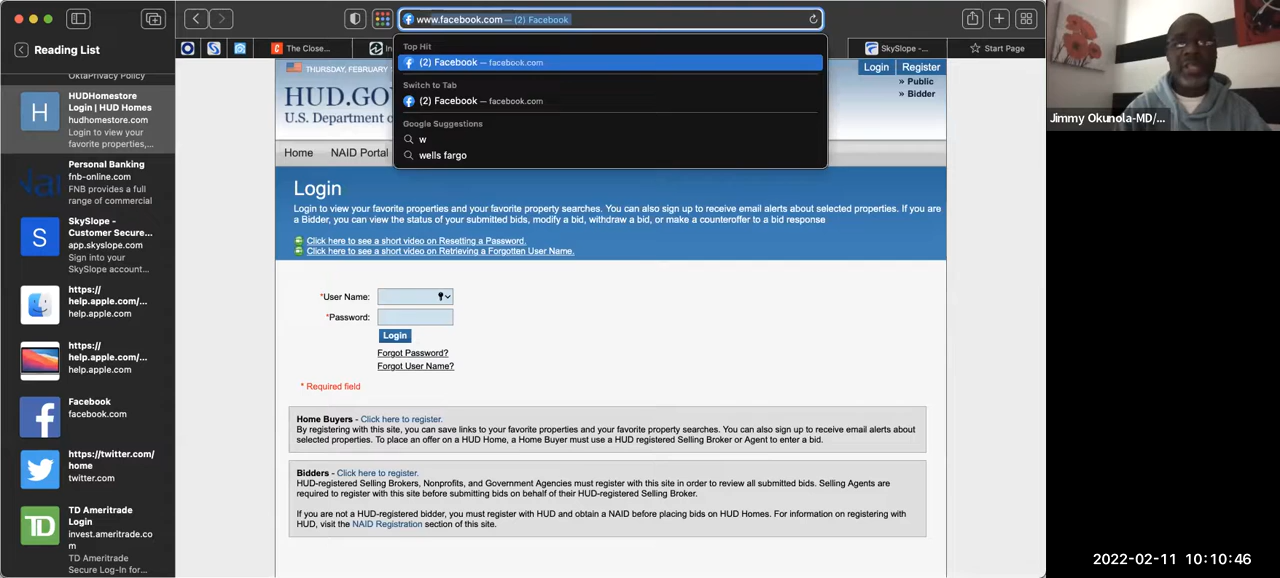 www.facebook.com — (2) Facebook
Reading List
The Close...
In
SkySlope -...
Start Page
Top Hit
(2) Facebook — facebook.com
Switch to Tab
(2) Facebook — facebook.com
Google Suggestions
w
wells fargo
OktaPrivacy Policy
HUDHomestore
Login | HUD Homes
hudhomestore.com
Login to view your
favorite properties,...
Personal Banking
fnb-online.com
FNB provides a full
range of commercial
SkySlope -
Customer Secure...
app.skyslope.com
Sign into your
SkySlope account...
https://
help.apple.com/...
help.apple.com
https://
help.apple.com/...
help.apple.com
Facebook
facebook.com
https://twitter.com/
home
twitter.com
TD Ameritrade
Login
invest.ameritrade.co
m
TD Ameritrade
Secure Log-In for...
H
S
TD
THURSDAY, FEBRUARY
Login Register
» Public
» Bidder
HUD.GO
U.S. Department o
Home NAID Portal
Login
Login to view your favorite properties and your favorite property searches. You can also sign up to receive email alerts about selected properties. If you are
a Bidder, you can view the status of your submitted bids, modify a bid, withdraw a bid, or make a counteroffer to a bid response
Click here to see a short video on Resetting a Password.
Click here to see a short video on Retrieving a Forgotten User Name.
*User Name:
*Password:
Login
Forgot Password?
Forgot User Name?
* Required field
Home Buyers - Click here to register.
By registering with this site, you can save links to your favorite properties and your favorite property searches. You can also sign up to receive email alerts about
selected properties. To place an offer on a HUD Home, a Home Buyer must use a HUD registered Selling Broker or Agent to enter a bid.
Bidders - Click here to register.
HUD-registered Selling Brokers, Nonprofits, and Government Agencies must register with this site in order to review all submitted bids. Selling Agents are
required to register with this site before submitting bids on behalf of their HUD-registered Selling Broker.
If you are not a HUD-registered bidder, you must register with HUD and obtain a NAID before placing bids on HUD Homes. For information on registering with
HUD, visit the NAID Registration section of this site.
Jimmy Okunola-MD/...
2022-02-11 10:10:46